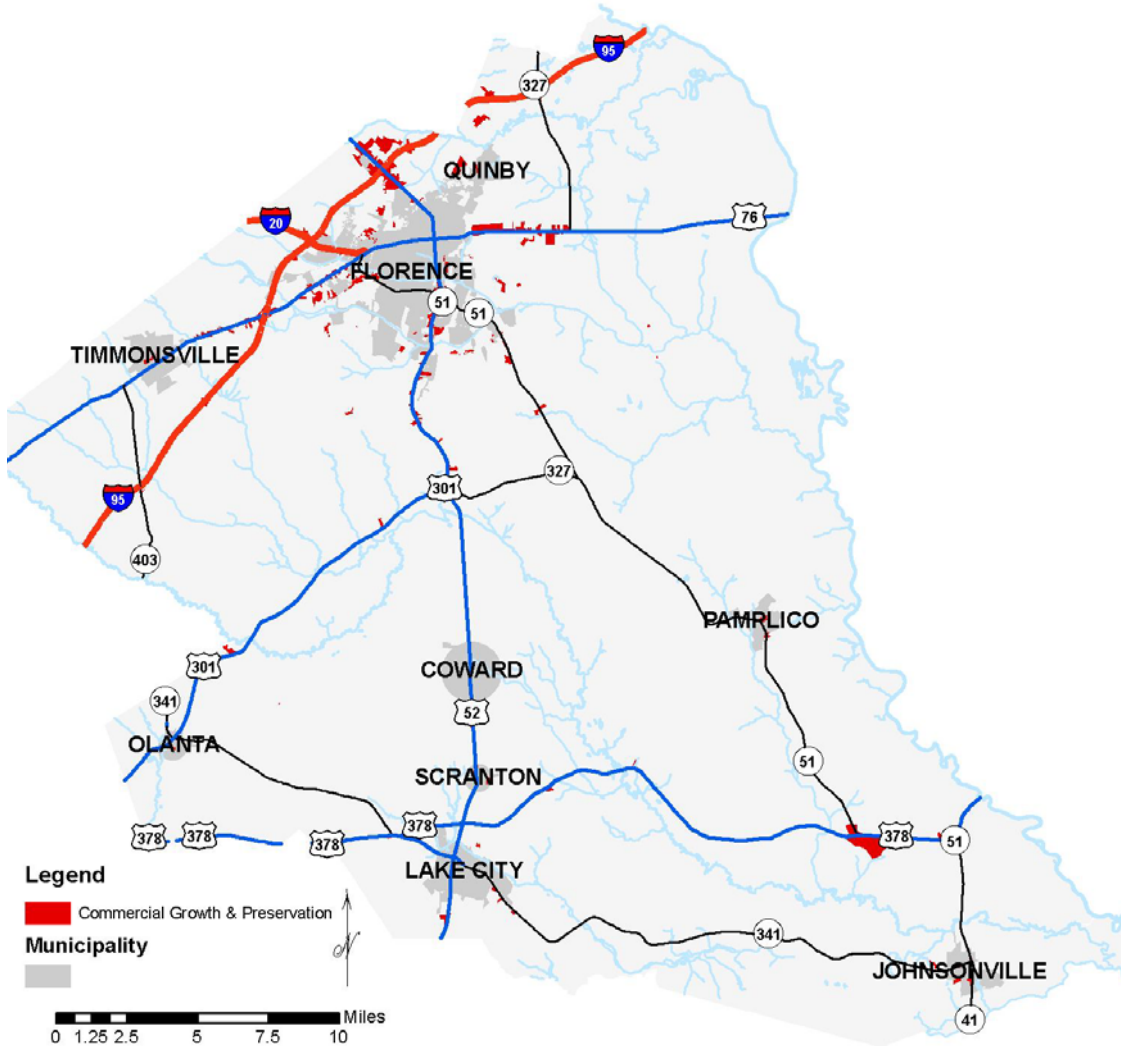 95
327
QUINBY
76
20
FLORENCE
51
51
TIMMONSVILLE
327
301
95
403
PAMPLICO
301
COWARD
341
52
OLANTA
51
SCRANTON
378
378
378
378
378
51
LAKE CITY
Legend
Commercial Growth & Preservation
Municipality
N
341
JOHNSONVILLE
41
Miles
0 1.25 2.5 5 7.5 10